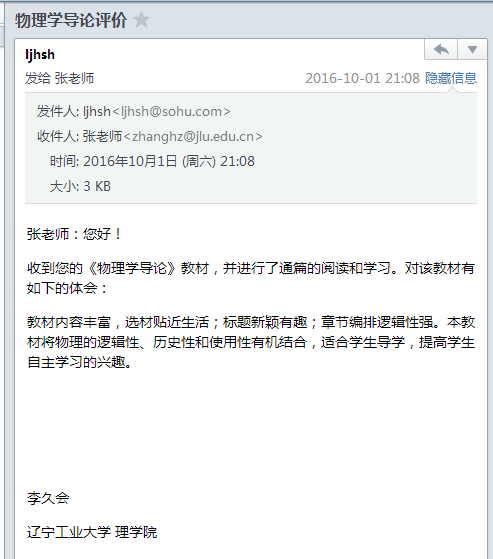 物理学导论评价
ljhsh
发给 张老师 2016-10-01 21:08 隐藏信息
发件人: ljhsh<ljhsh@sohu.com>
收件人: 张老师<zhanghz@jlu.edu.cn>
时间: 2016年10月1日 (周六) 21:08
大小: 3 KB
张老师：您好！
收到您的《物理学导论》教材，并进行了通篇的阅读和学习。对该教材有
如下的体会：
教材内容丰富，选材贴近生活；标题新颖有趣；章节编排逻辑性强。本教
材将物理的逻辑性、历史性和使用性有机结合，适合学生导学，提高学生
自主学习的兴趣。
李久会
辽宁工业大学 理学院